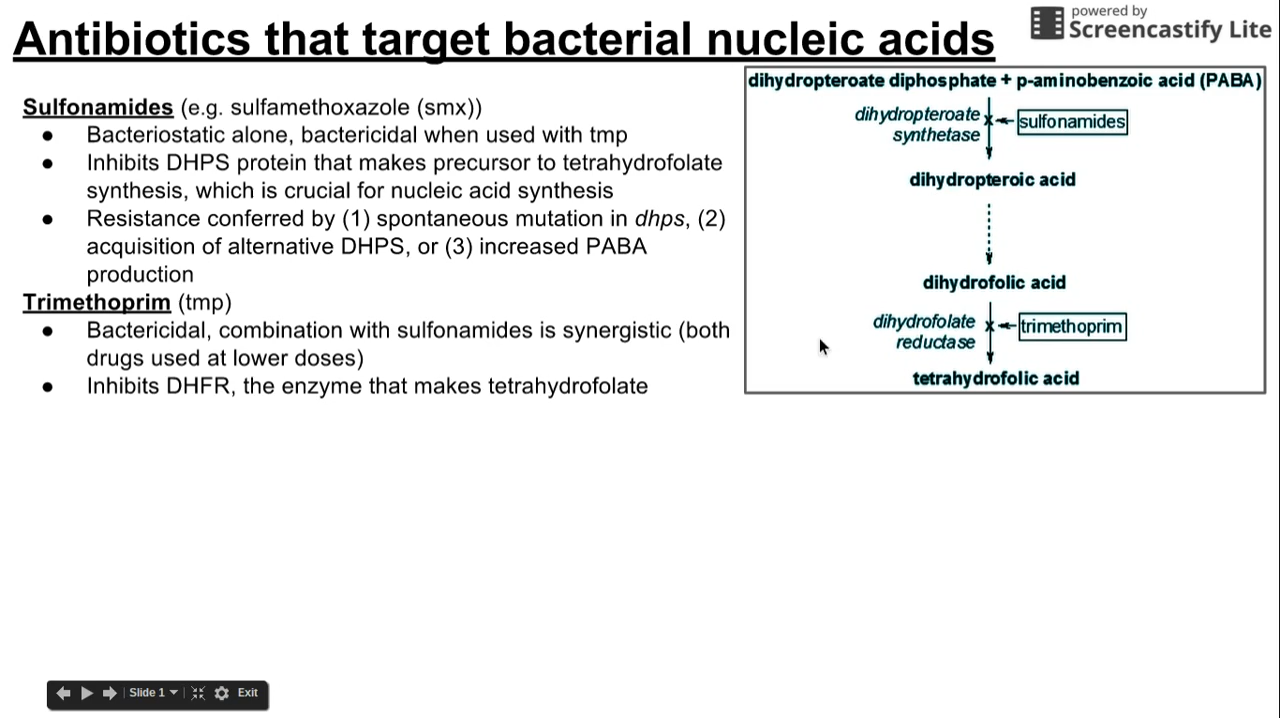 Antibiotics that target bacterial nucleic acids
powered by
Screencastify Lite
Sulfonamides (e.g. sulfamethoxazole (smx))
● Bacteriostatic alone, bactericidal when used with tmp
● Inhibits DHPS protein that makes precursor to tetrahydrofolate
synthesis, which is crucial for nucleic acid synthesis
● Resistance conferred by (1) spontaneous mutation in dhps, (2)
acquisition of alternative DHPS, or (3) increased PABA
production
Trimethoprim (tmp)
● Bactericidal, combination with sulfonamides is synergistic (both
drugs used at lower doses)
● Inhibits DHFR, the enzyme that makes tetrahydrofolate
dihydropteroate diphosphate + p-aminobenzoic acid (PABA)
dihydropteroate
synthetase
sulfonamides
dihydropteroic acid
dihydrofolic acid
dihydrofolate
reductase
trimethoprim
tetrahydrofolic acid
Slide 1
Exit